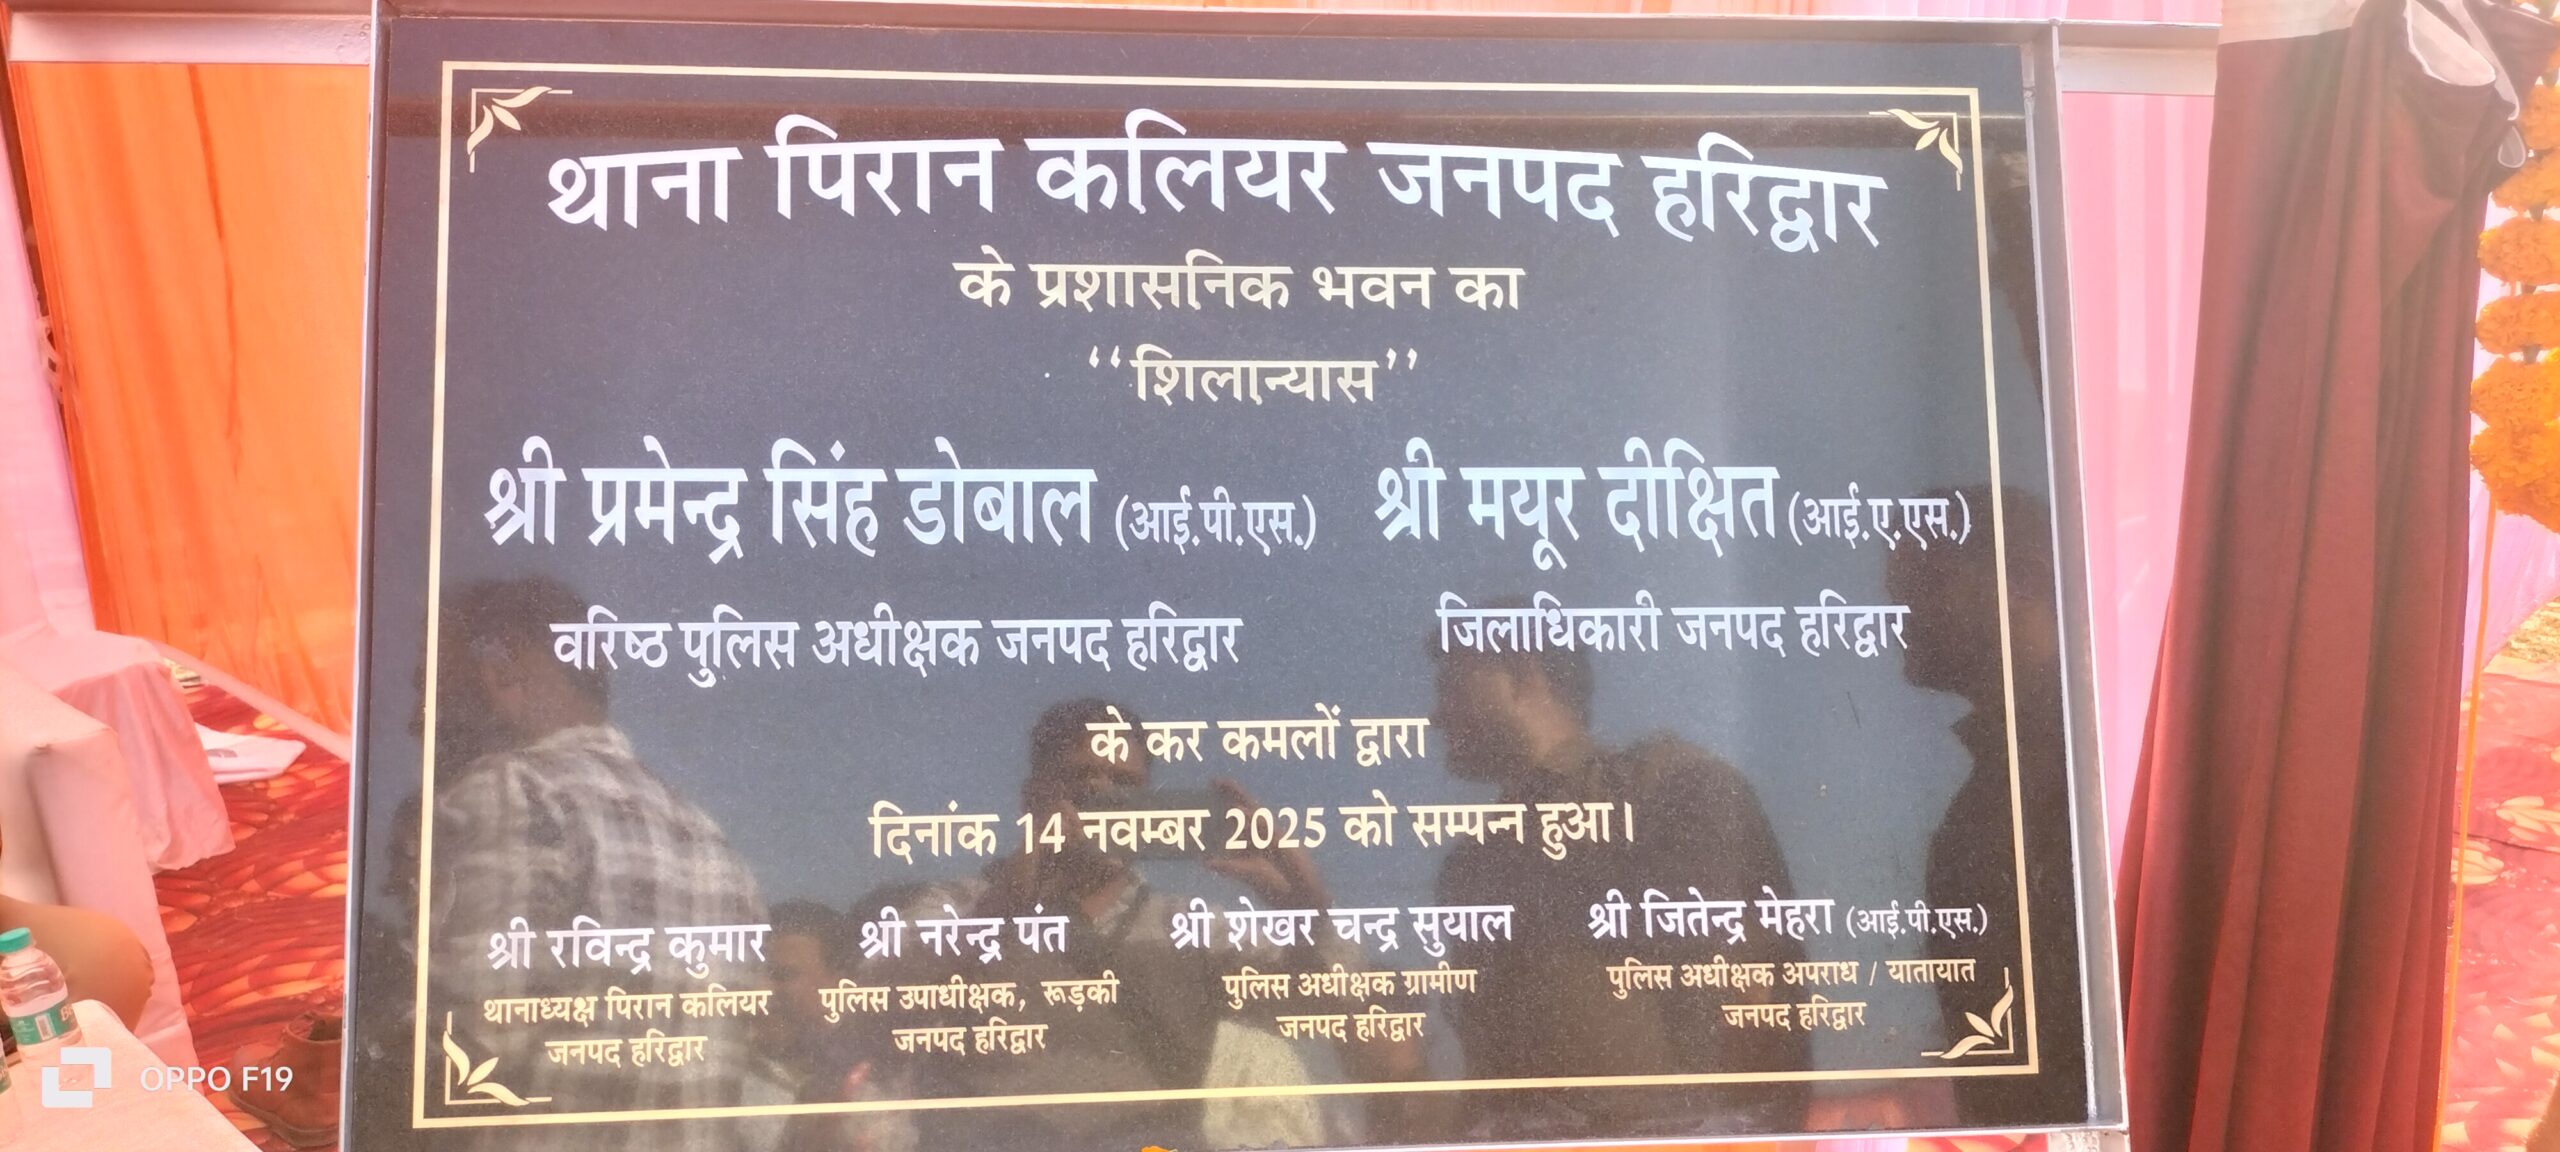 थाना पिरान कलियर जनपद हरिद्वार
के प्रशासनिक भवन का
“शिलान्यास”
श्री प्रमेन्द्र सिंह डोबाल (आई.पी.एस.) श्री मयूर दीक्षित (आई.ए.एस.)
वरिष्ठ पुलिस अधीक्षक जनपद हरिद्वार जिलाधिकारी जनपद हरिद्वार
के कर कमलों द्वारा
दिनांक 14 नवम्बर 2025 को सम्पन्न हुआ।
श्री रविन्द्र कुमार श्री नरेन्द्र पंत श्री शेखर चन्द्र सुयाल श्री जितेन्द्र मेहरा (आई.पी.एस.)
थानाध्यक्ष पिरान कलियर पुलिस उपाधीक्षक, रूड़की पुलिस अधीक्षक ग्रामीण पुलिस अधीक्षक अपराध / यातायात
जनपद हरिद्वार जनपद हरिद्वार जनपद हरिद्वार जनपद हरिद्वार
OPPO F19